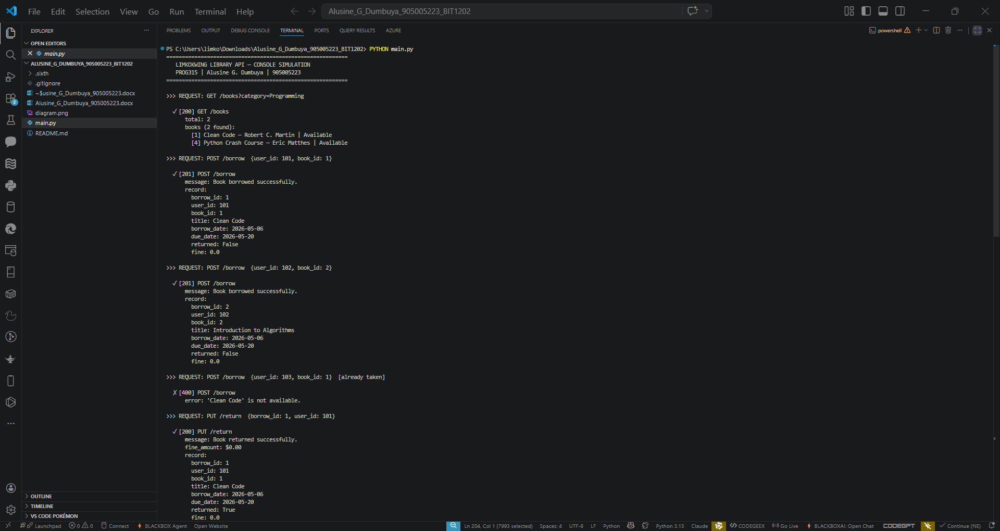 File Edit Selection View Go Run Terminal Help
Alusine_G_Dumbuya_905005223_BIT1202
EXPLORER
OPEN EDITORS
main.py
ALUSINE_G_DUMBUYA_905005223_BIT1202
.sixth
.gitignore
~$usine_G_Dumbuya_905005223.docx
Alusine_G_Dumbuya_905005223.docx
diagram.png
main.py
README.md
OUTLINE
TIMELINE
VS CODE POKÉMON
2
PROBLEMS OUTPUT DEBUG CONSOLE TERMINAL PORTS QUERY RESULTS AZURE
powershell
PS C:\Users\limko\Downloads\Alusine_G_Dumbuya_905005223_BIT1202> PYTHON main.py
==========================================================
LIMKOKWING LIBRARY API — CONSOLE SIMULATION
PROG315 | Alusine G. Dumbuya | 905005223
==========================================================
>>> REQUEST: GET /books?category=Programming
✓ [200] GET /books
total: 2
books (2 found):
[1] Clean Code — Robert C. Martin | Available
[4] Python Crash Course — Eric Matthes | Available
>>> REQUEST: POST /borrow {user_id: 101, book_id: 1}
✓ [201] POST /borrow
message: Book borrowed successfully.
record:
borrow_id: 1
user_id: 101
book_id: 1
title: Clean Code
borrow_date: 2026-05-06
due_date: 2026-05-20
returned: False
fine: 0.0
>>> REQUEST: POST /borrow {user_id: 102, book_id: 2}
✓ [201] POST /borrow
message: Book borrowed successfully.
record:
borrow_id: 2
user_id: 102
book_id: 2
title: Introduction to Algorithms
borrow_date: 2026-05-06
due_date: 2026-05-20
returned: False
fine: 0.0
>>> REQUEST: POST /borrow {user_id: 103, book_id: 1} [already taken]
✗ [400] POST /borrow
error: 'Clean Code' is not available.
>>> REQUEST: PUT /return {borrow_id: 1, user_id: 101}
✓ [200] PUT /return
message: Book returned successfully.
fine_amount: $0.00
record:
borrow_id: 1
user_id: 101
book_id: 1
title: Clean Code
borrow_date: 2026-05-06
due_date: 2026-05-20
returned: True
fine: 0.0
Launchpad 0 0 Connect BLACKBOX Agent Open Website Ln 204, Col 1 (7993 selected) Spaces: 4 UTF-8 LF Python Python 3.13 Claude CODEGEEX Go Live BLACKBOXAI: Open Chat CODEGPT Continue (NE)